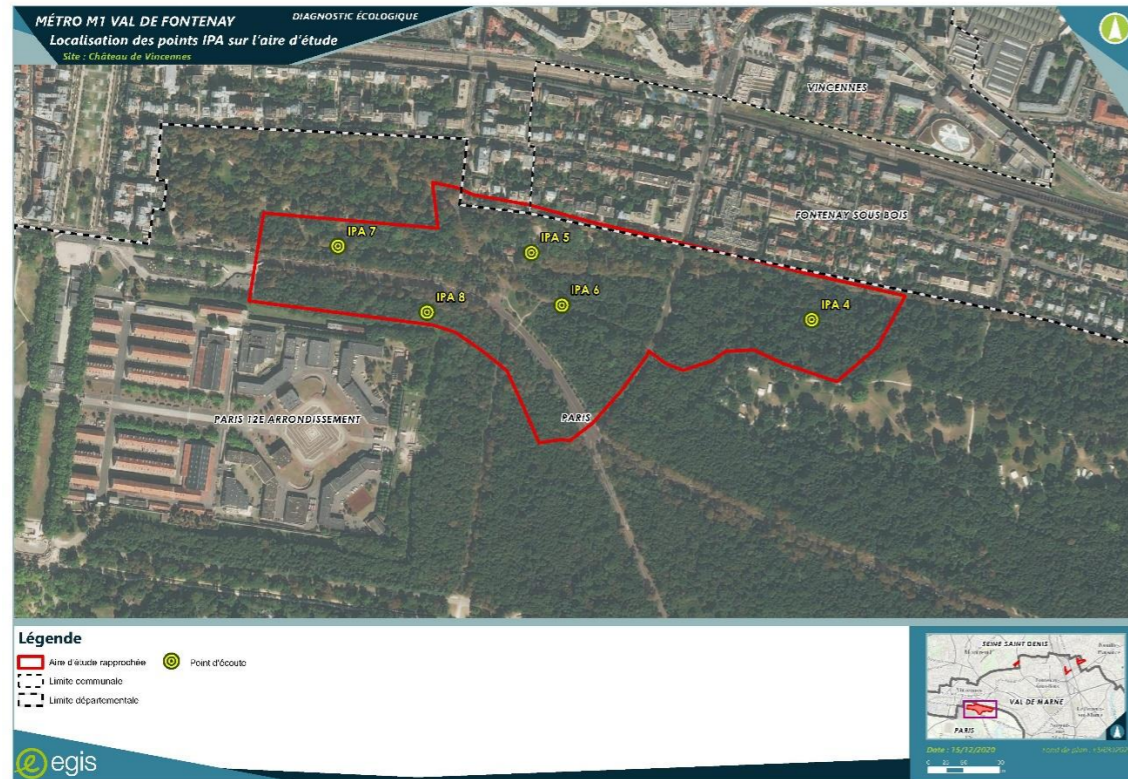 MÉTRO M1 VAL DE FONTENAY
DIAGNOSTIC ÉCOLOGIQUE
Localisation des points IPA sur l'aire d'étude
Site : Château de Vincennes
VINCENNES
FONTENAY SOUS BOIS
IPA 7
IPA 5
IPA 8
IPA 6
IPA 4
PARIS 12E ARRONDISSEMENT
PARIS
Légende
Aire d'étude rapprochée
Point d'écoute
Limite communale
Limite départementale
SEINE SAINT DENIS
VAL DE MARNE
PARIS
Date : 15/12/2020
Fond de plan :
egis